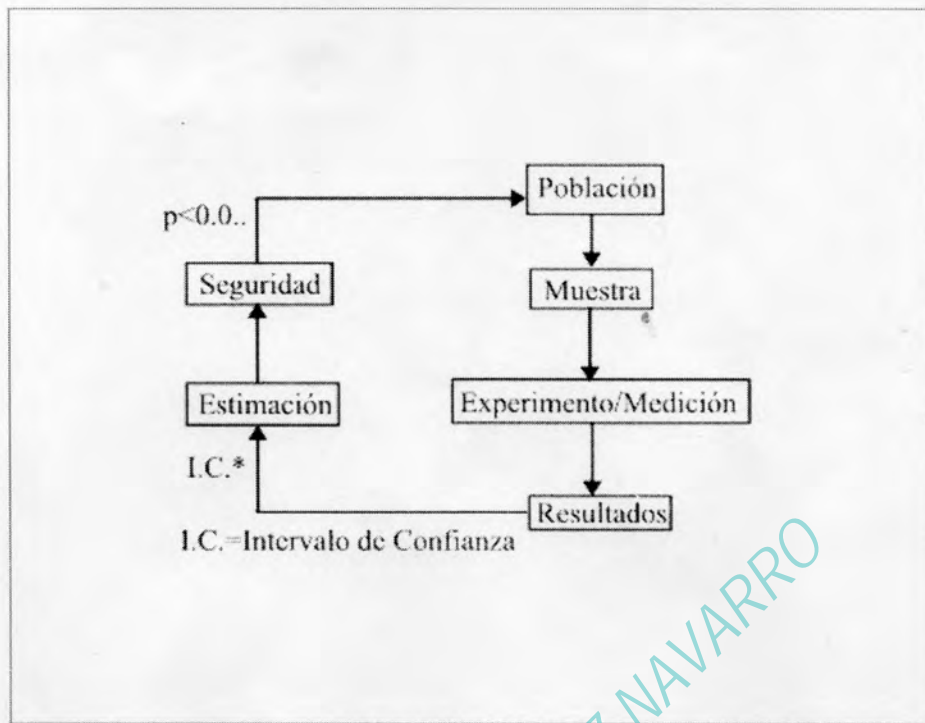 Población
p<0.0..
Seguridad
Muestra
Estimación
Experimento/Medición
I.C.*
Resultados
I.C.=Intervalo de Confianza
NAVARRO